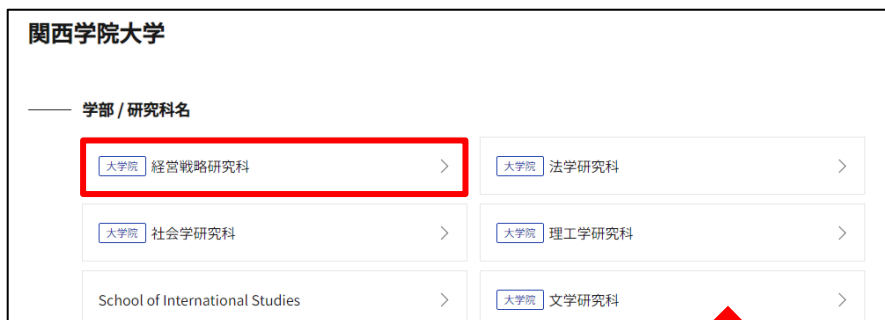 関西学院大学
学部 / 研究科名
大学院 経営戦略研究科
大学院 法学研究科
大学院 社会学研究科
大学院 理工学研究科
School of International Studies
大学院 文学研究科